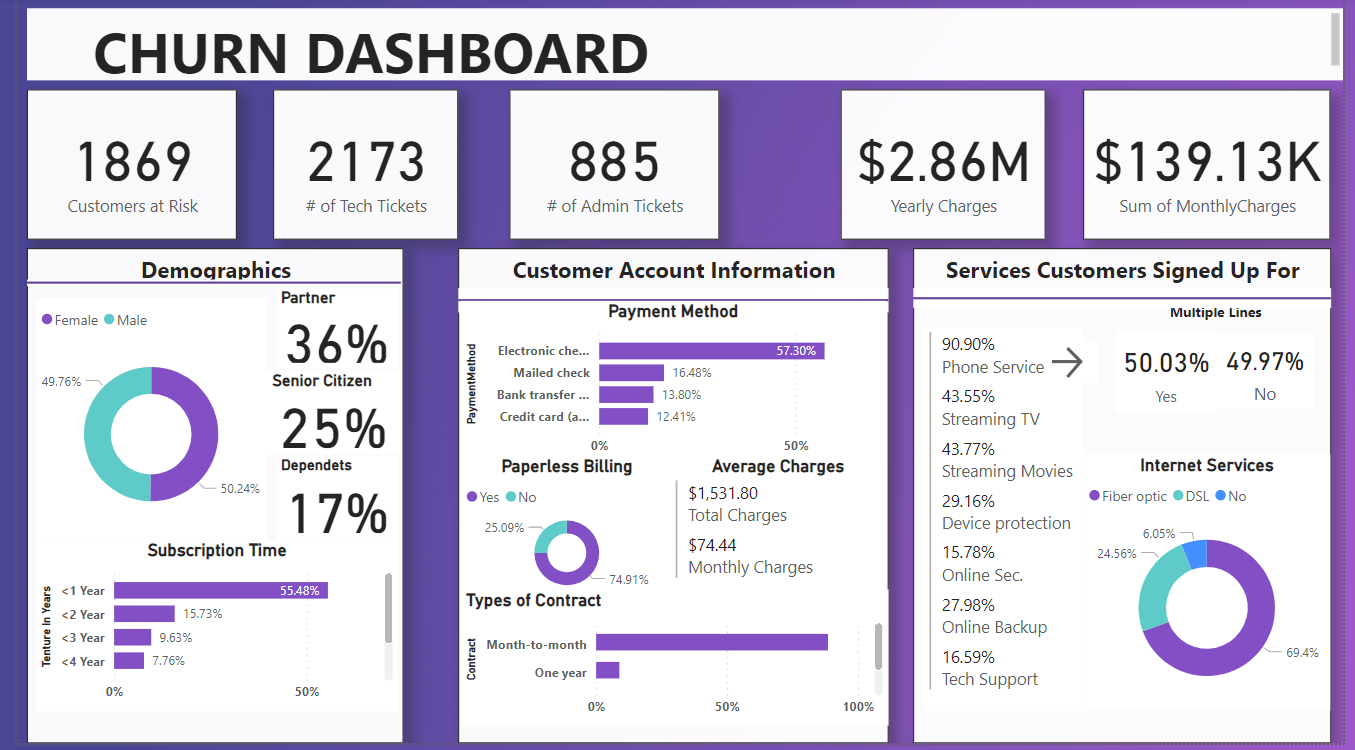 CHURN DASHBOARD
1869
Customers at Risk
2173
# of Tech Tickets
885
# of Admin Tickets
$2.86M
Yearly Charges
$139.13K
Sum of MonthlyCharges
Demographics
Female Male
49.76%
50.24%
Partner
36%
Senior Citizen
25%
Dependets
17%
Subscription Time
Tenture In Years
<1 Year 55.48%
<2 Year 15.73%
<3 Year 9.63%
<4 Year 7.76%
0% 50%
Customer Account Information
Payment Method
PaymentMethod
Electronic che... 57.30%
Mailed check 16.48%
Bank transfer ... 13.80%
Credit card (a... 12.41%
0% 50%
Paperless Billing
Yes No
25.09%
74.91%
Average Charges
$1,531.80
Total Charges
$74.44
Monthly Charges
Types of Contract
Contract
Month-to-month
One year
0% 50% 100%
Services Customers Signed Up For
90.90%
Phone Service
43.55%
Streaming TV
43.77%
Streaming Movies
29.16%
Device protection
15.78%
Online Sec.
27.98%
Online Backup
16.59%
Tech Support
Multiple Lines
50.03% 49.97%
Yes No
Internet Services
Fiber optic DSL No
6.05%
24.56%
69.4%